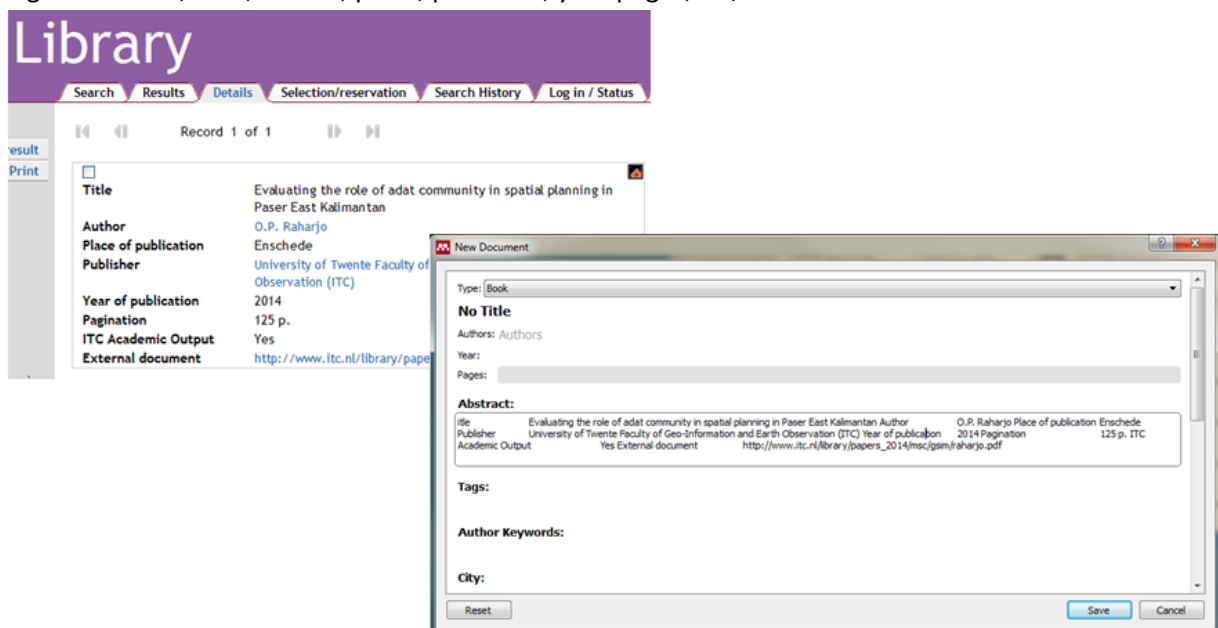 Library
Search Results Details Selection/reservation Search History Log in / Status
Record 1 of 1
result
Print
Title Evaluating the role of adat community in spatial planning in
Paser East Kalimantan
Author O.P. Raharjo
Place of publication Enschede
Publisher University of Twente Faculty of
Observation (ITC)
Year of publication 2014
Pagination 125 p.
ITC Academic Output Yes
External document http://www.itc.nl/library/pape
New Document
Type: Book
No Title
Authors: Authors
Year:
Pages:
Abstract:
itle Evaluating the role of adat community in spatial planning in Paser East Kalimantan Author O.P. Raharjo Place of publication Enschede
Publisher University of Twente Faculty of Geo-Information and Earth Observation (ITC) Year of publication 2014 Pagination 125 p. ITC
Academic Output Yes External document http://www.itc.nl/library/papers_2014/msc/gsim/raharjo.pdf
Tags:
Author Keywords:
City:
Reset Save Cancel